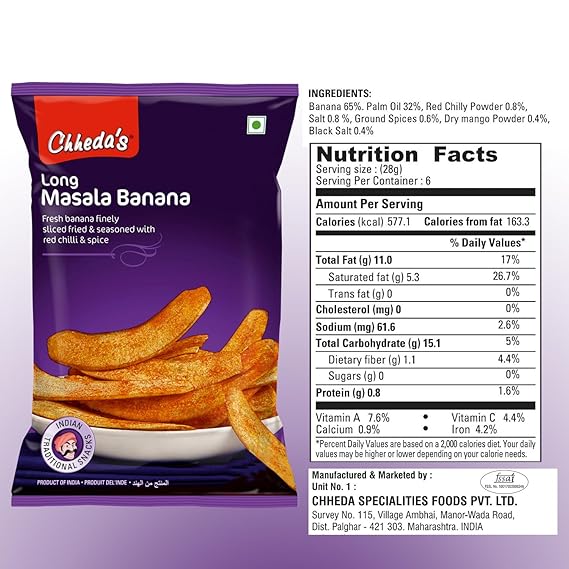 Chheda's®
Long
Masala Banana
Fresh banana finely
sliced fried & seasoned with
red chilli & spice
INDIAN
TRADITIONAL SNACKS
PRODUCT OF INDIA • PRODUIT DEL'INDE • المنتج من الهند
INGREDIENTS:
Banana 65%. Palm Oil 32%, Red Chilly Powder 0.8%,
Salt 0.8 %, Ground Spices 0.6%, Dry mango Powder 0.4%,
Black Salt 0.4%
Nutrition Facts
Serving size : (28g)
Serving Per Container : 6
Amount Per Serving
Calories (kcal) 577.1 Calories from fat 163.3
% Daily Values*
Total Fat (g) 11.0 17%
Saturated fat (g) 5.3 26.7%
Trans fat (g) 0 0%
Cholesterol (mg) 0 0%
Sodium (mg) 61.6 2.6%
Total Carbohydrate (g) 15.1 5%
Dietary fiber (g) 1.1 4.4%
Sugars (g) 0 0%
Protein (g) 0.8 1.6%
Vitamin A 7.6% • Vitamin C 4.4%
Calcium 0.9% • Iron 4.2%
*Percent Daily Values are based on a 2,000 calories diet. Your daily
values may be higher or lower depending on your calorie needs.
Manufactured & Marketed by :
Unit No. 1 :
fssai
CHHEDA SPECIALITIES FOODS PVT. LTD.
Survey No. 115, Village Ambhai, Manor-Wada Road,
Dist. Palghar - 421 303. Maharashtra. INDIA